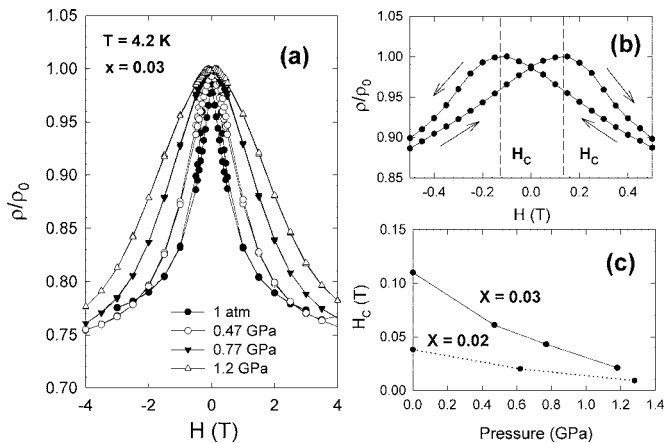 T = 4.2 K
x = 0.03
(a)
1.00
0.95
0.90
0.85
0.80
0.75
0.70
ρ/ρ0
-4 -2 0 2 4
H (T)
1 atm
0.47 GPa
0.77 GPa
1.2 GPa
(b)
1.00
0.95
0.90
0.85
ρ/ρ0
HC HC
-0.4 -0.2 0.0 0.2 0.4
H (T)
(c)
0.15
0.10
0.05
0.00
HC (T)
X = 0.03
X = 0.02
0.0 0.2 0.4 0.6 0.8 1.0 1.2 1.4
Pressure (GPa)